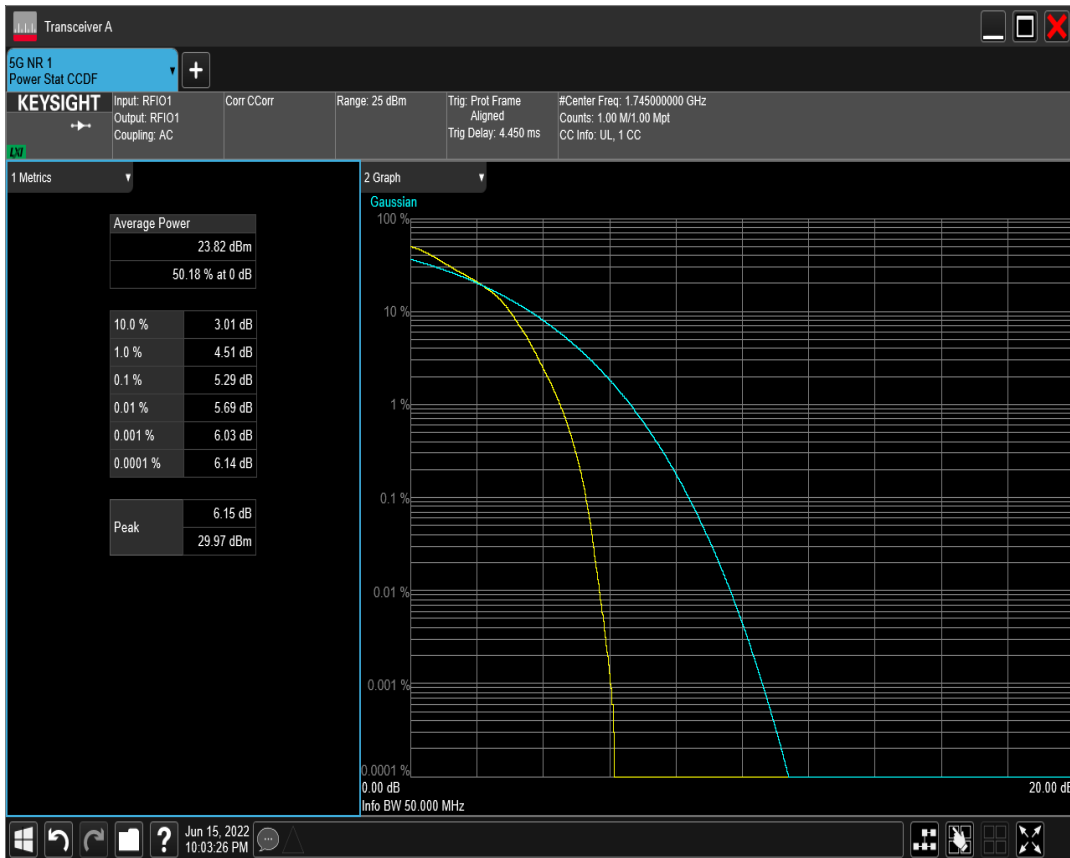 Transceiver A
5G NR 1
Power Stat CCDF
+
KEYSIGHT
LXI
Input: RFIO1
Output: RFIO1
Coupling: AC
Corr CCorr
Range: 25 dBm
Trig: Prot Frame
Aligned
Trig Delay: 4.450 ms
#Center Freq: 1.745000000 GHz
Counts: 1.00 M/1.00 Mpt
CC Info: UL, 1 CC
1 Metrics
Average Power
23.82 dBm
50.18 % at 0 dB
10.0 % 3.01 dB
1.0 % 4.51 dB
0.1 % 5.29 dB
0.01 % 5.69 dB
0.001 % 6.03 dB
0.0001 % 6.14 dB
Peak
6.15 dB
29.97 dBm
2 Graph
Gaussian
100 %
10 %
1 %
0.1 %
0.01 %
0.001 %
0.0001 %
0.00 dB 20.00 dB
Info BW 50.000 MHz
?
Jun 15, 2022
10:03:26 PM